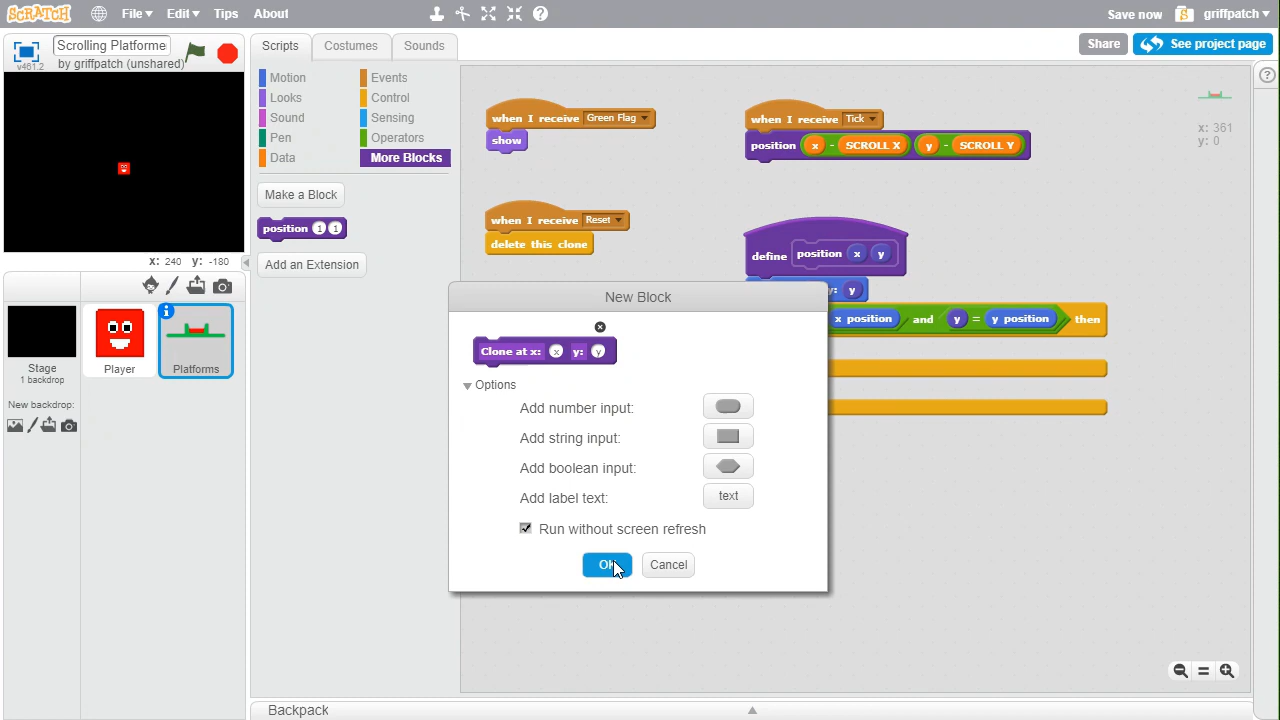 SCRATCH File Edit Tips About Save now griffpatch
Scrolling Platforme
by griffpatch (unshared)
v461.2
Scripts Costumes Sounds Share See project page
Motion Events
Looks Control
Sound Sensing
Pen Operators
Data More Blocks
Make a Block
position 1 1
Add an Extension
when I receive Green Flag
show
when I receive Reset
delete this clone
when I receive Tick
position x - SCROLL X y - SCROLL Y
define position x y
y: y
x position and y = y position then
x: 361
y: 0
X: 240 y: -180
Stage
1 backdrop
New backdrop:
Player
Platforms
New Block
Clone at x: x y: y
Options
Add number input:
Add string input:
Add boolean input:
Add label text: text
Run without screen refresh
OK Cancel
Backpack